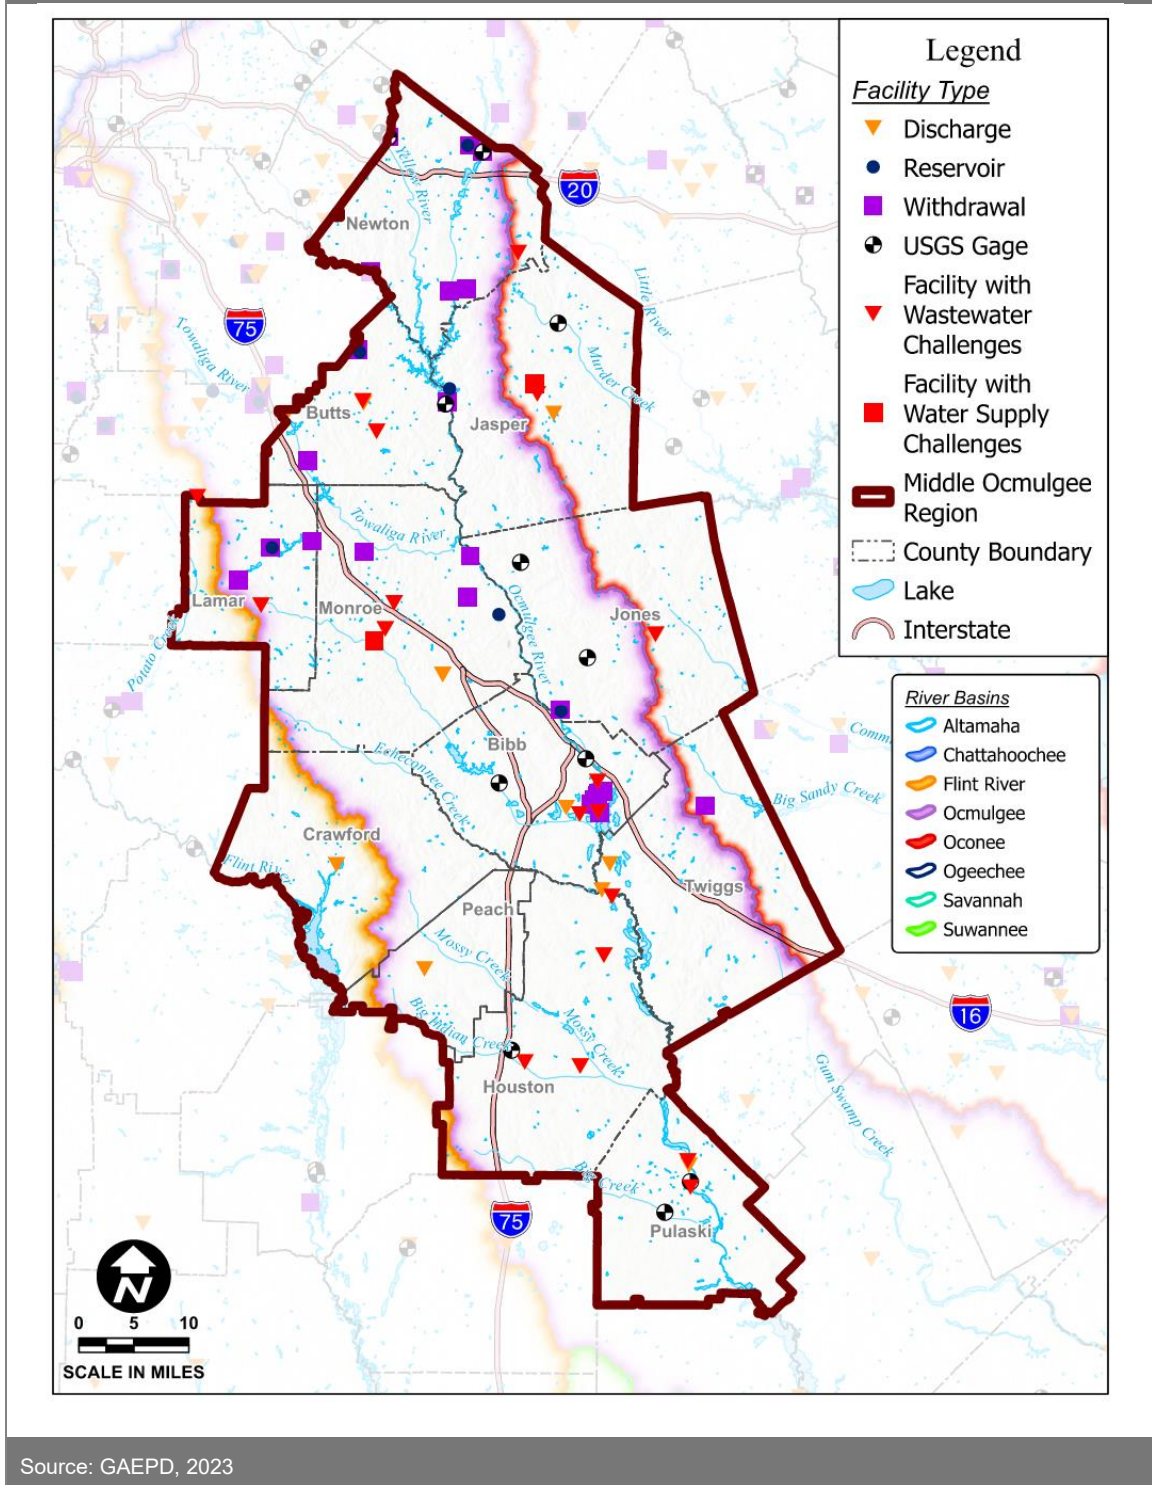 Legend
Facility Type
Discharge
Reservoir
Withdrawal
USGS Gage
Facility with
Wastewater
Challenges
Facility with
Water Supply
Challenges
Middle Ocmulgee
Region
County Boundary
Lake
Interstate
River Basins
Altamaha
Chattahoochee
Flint River
Ocmulgee
Oconee
Ogeechee
Savannah
Suwannee
Yellow River
20
Newton
Little River
75
Towaliga River
Murder Creek
Butts
Jasper
Towaliga River
Lamar
Monroe
Ocmulgee River
Jones
Potato Creek
Bibb
Echeconnee Creek
Comm
Big Sandy Creek
Crawford
Flint River
Twiggs
Peach
Mossy Creek
Big Indian Creek
Mossy Creek
16
Houston
Gum Swamp Creek
Big Creek
75
Pulaski
N
0 5 10
SCALE IN MILES
Source: GAEPD, 2023